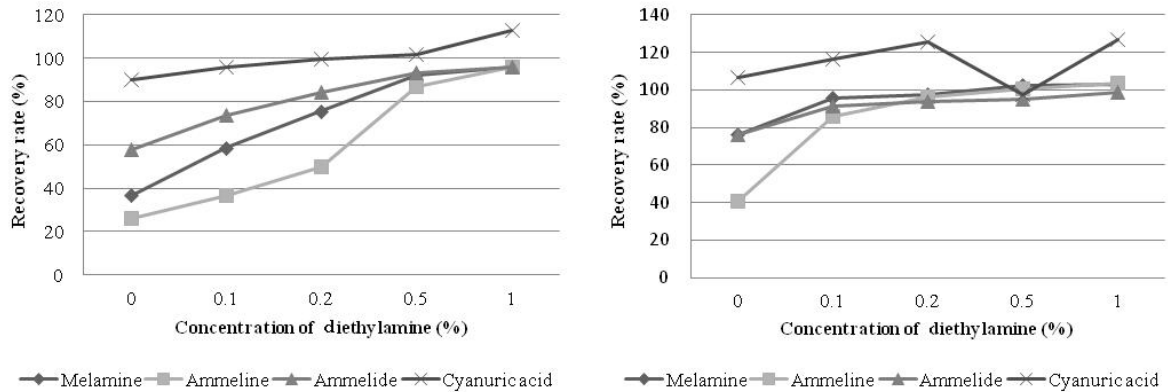 120
100
80
60
40
20
0
Recovery rate (%)
0 0.1 0.2 0.5 1
Concentration of diethylamine (%)
Melamine Ammeline Ammelide Cyanuric acid
140
120
100
80
60
40
20
0
Recovery rate (%)
0 0.1 0.2 0.5 1
Concentration of diethylamine (%)
Melamine Ammeline Ammelide Cyanuric acid